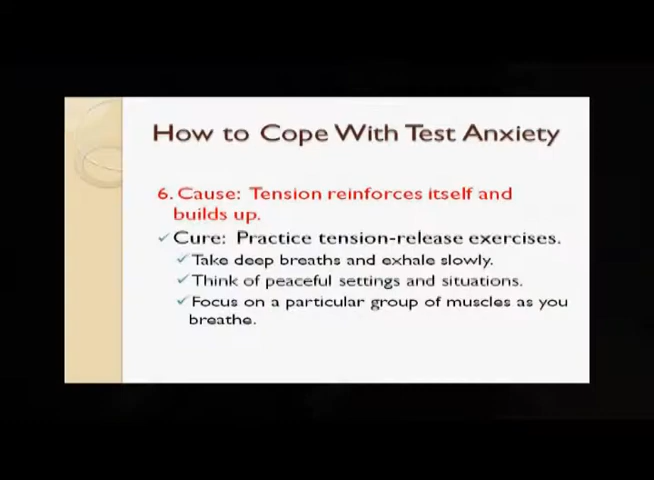 How to Cope With Test Anxiety
6. Cause: Tension reinforces itself and
builds up.
✓Cure: Practice tension-release exercises.
✓Take deep breaths and exhale slowly.
✓Think of peaceful settings and situations.
✓Focus on a particular group of muscles as you
breathe.